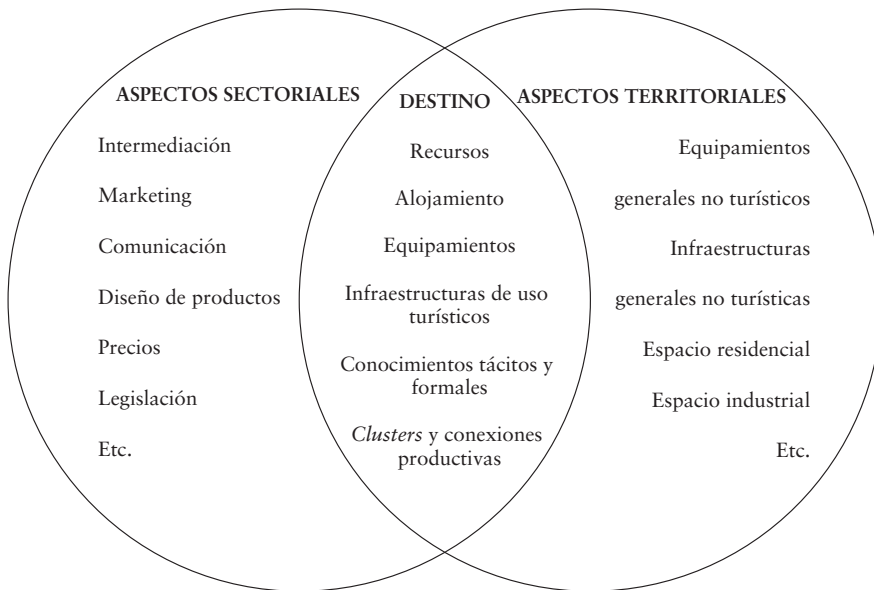 ASPECTOS SECTORIALES
Intermediación
Marketing
Comunicación
Diseño de productos
Precios
Legislación
Etc.
DESTINO
Recursos
Alojamiento
Equipamientos
Infraestructuras de uso
turísticos
Conocimientos tácitos y
formales
Clusters y conexiones
productivas
ASPECTOS TERRITORIALES
Equipamientos
generales no turísticos
Infraestructuras
generales no turísticas
Espacio residencial
Espacio industrial
Etc.